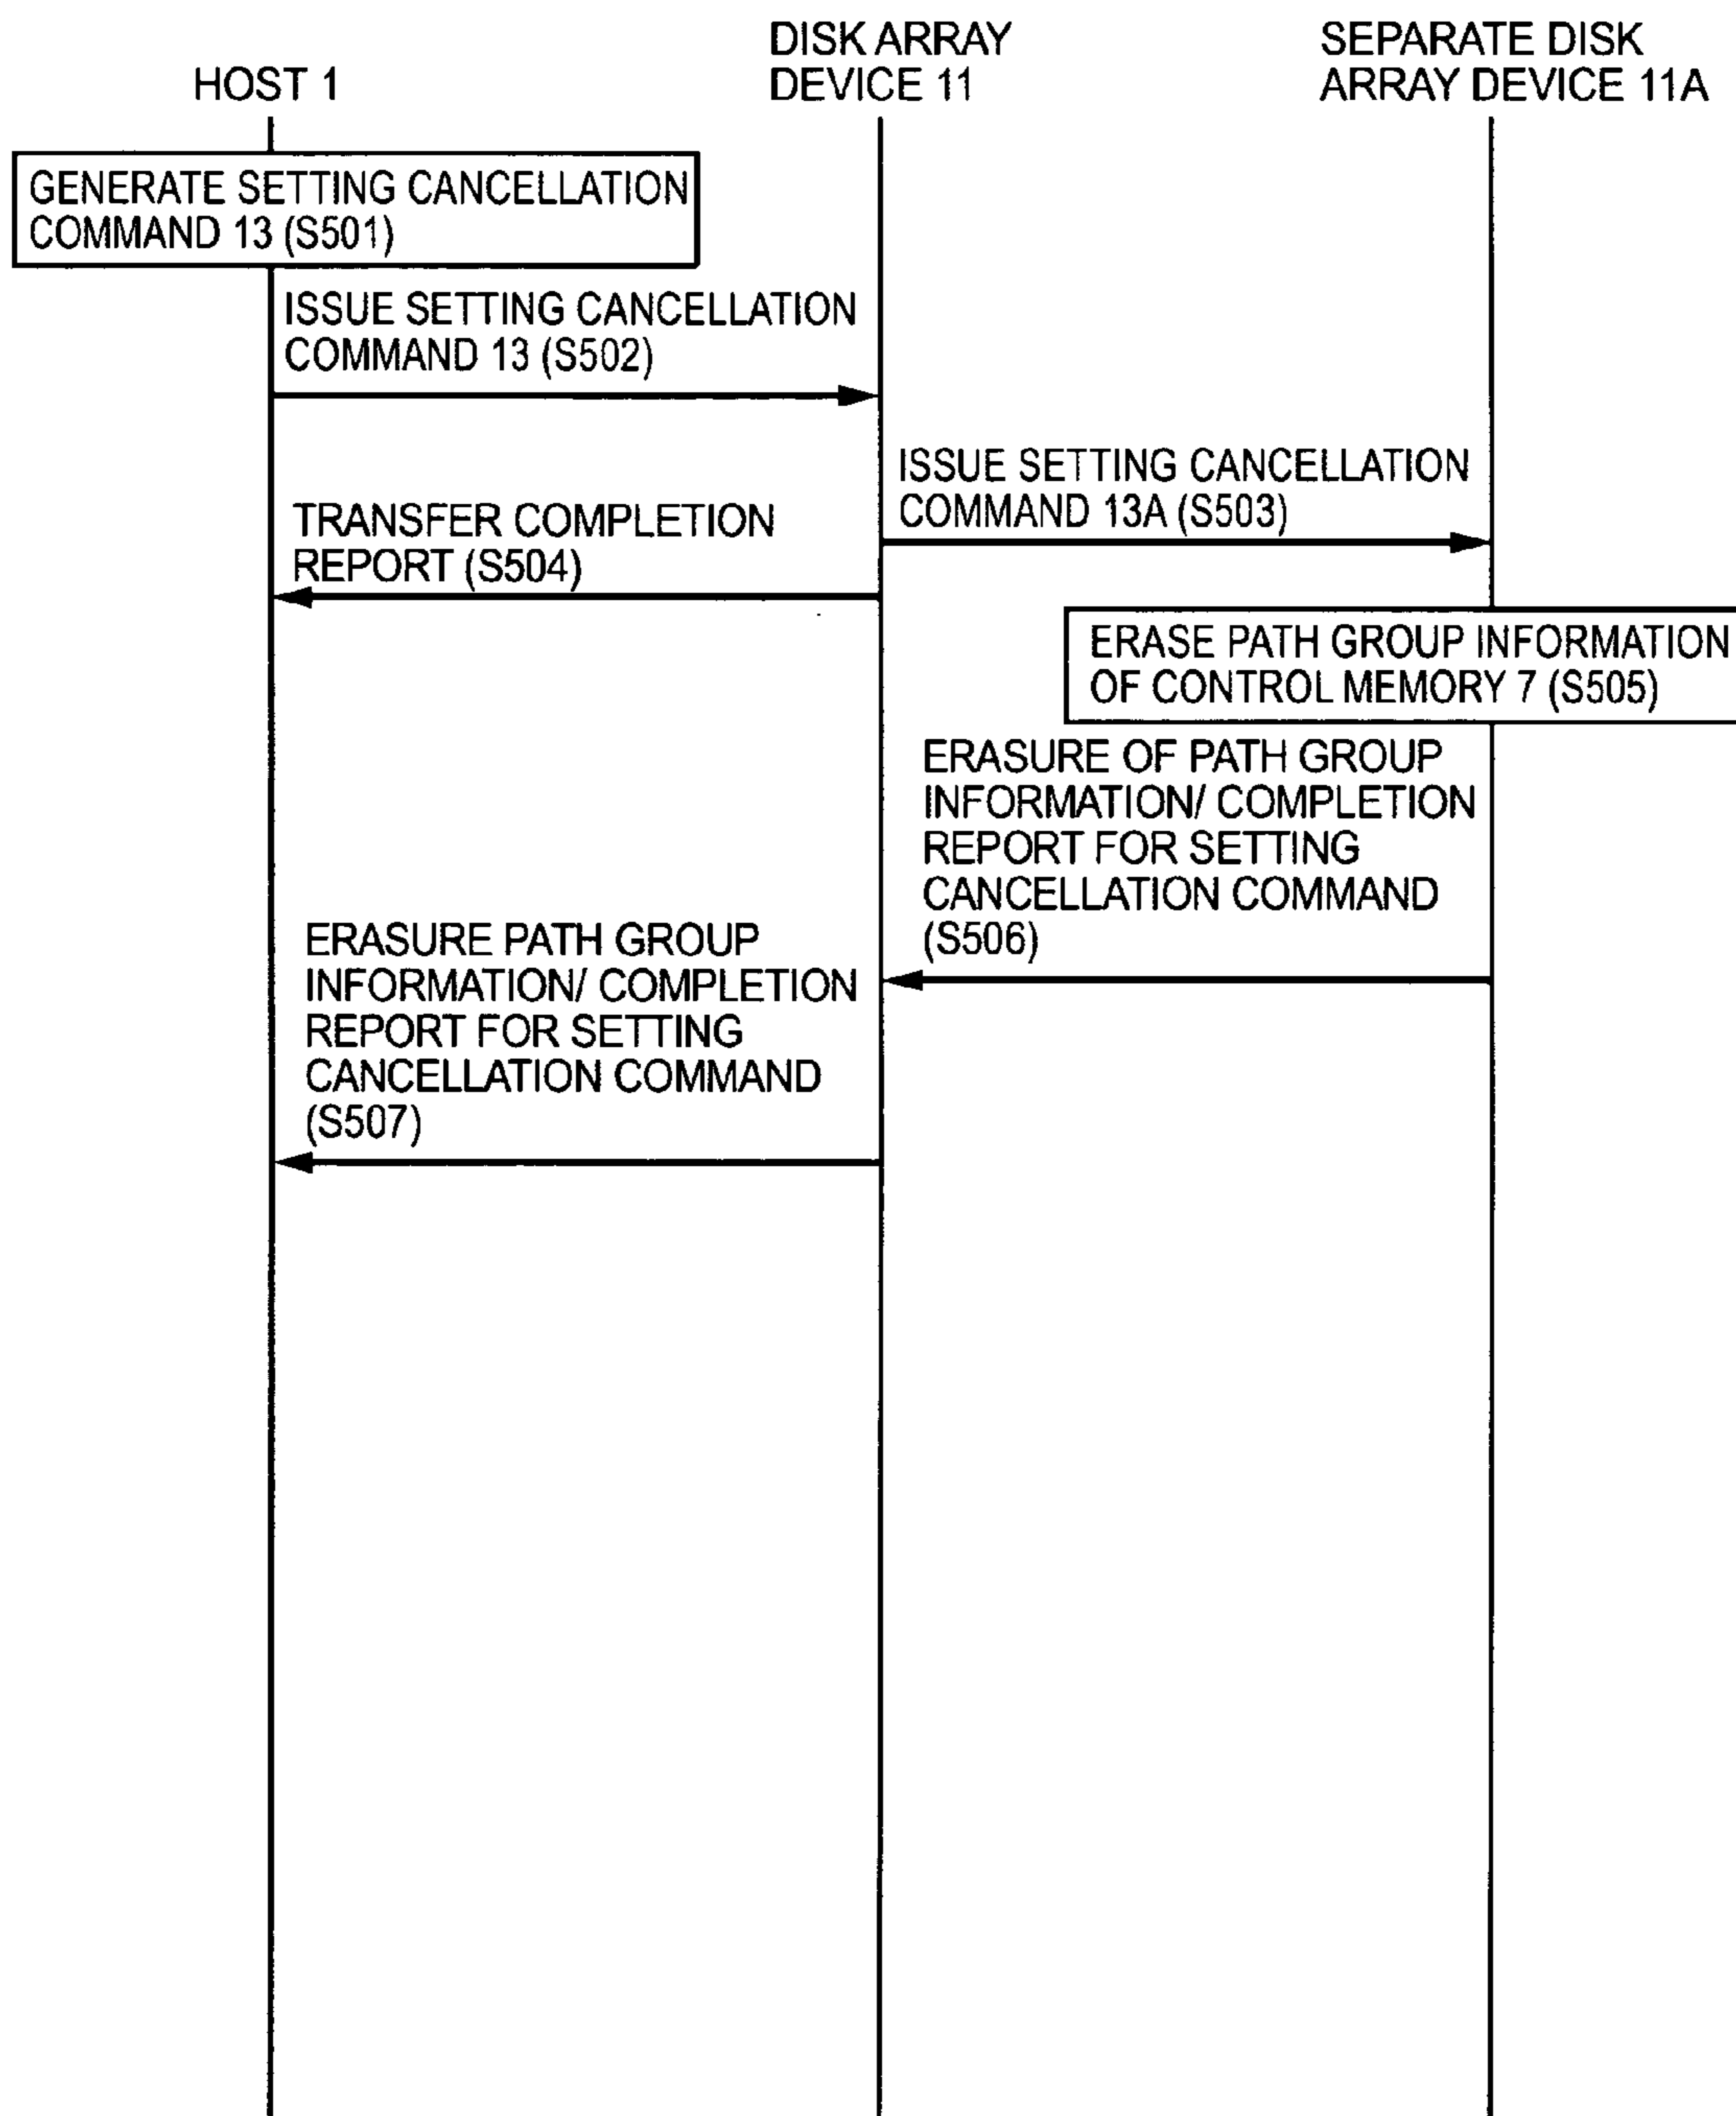 HOST 1
DISK ARRAY
DEVICE 11
SEPARATE DISK
ARRAY DEVICE 11A
GENERATE SETTING CANCELLATION
COMMAND 13 (S501)
ISSUE SETTING CANCELLATION
COMMAND 13 (S502)
ISSUE SETTING CANCELLATION
COMMAND 13A (S503)
TRANSFER COMPLETION
REPORT (S504)
ERASE PATH GROUP INFORMATION
OF CONTROL MEMORY 7 (S505)
ERASURE OF PATH GROUP
INFORMATION/ COMPLETION
REPORT FOR SETTING
CANCELLATION COMMAND
(S506)
ERASURE PATH GROUP
INFORMATION/ COMPLETION
REPORT FOR SETTING
CANCELLATION COMMAND
(S507)